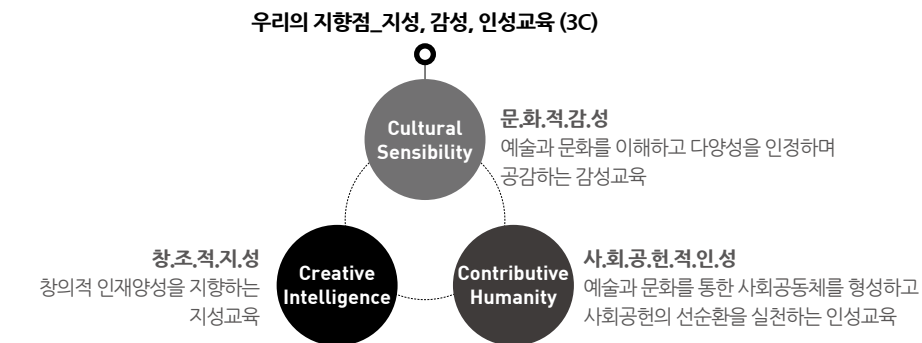 우리의 지향점_지성, 감성, 인성교육 (3C)
Cultural
Sensibility
문.화.적.감.성
예술과 문화를 이해하고 다양성을 인정하며
공감하는 감성교육
창.조.적.지.성
창의적 인재양성을 지향하는
지성교육
Creative
Intelligence
Contributive
Humanity
사.회.공.헌.적.인.성
예술과 문화를 통한 사회공동체를 형성하고
사회공헌의 선순환을 실천하는 인성교육